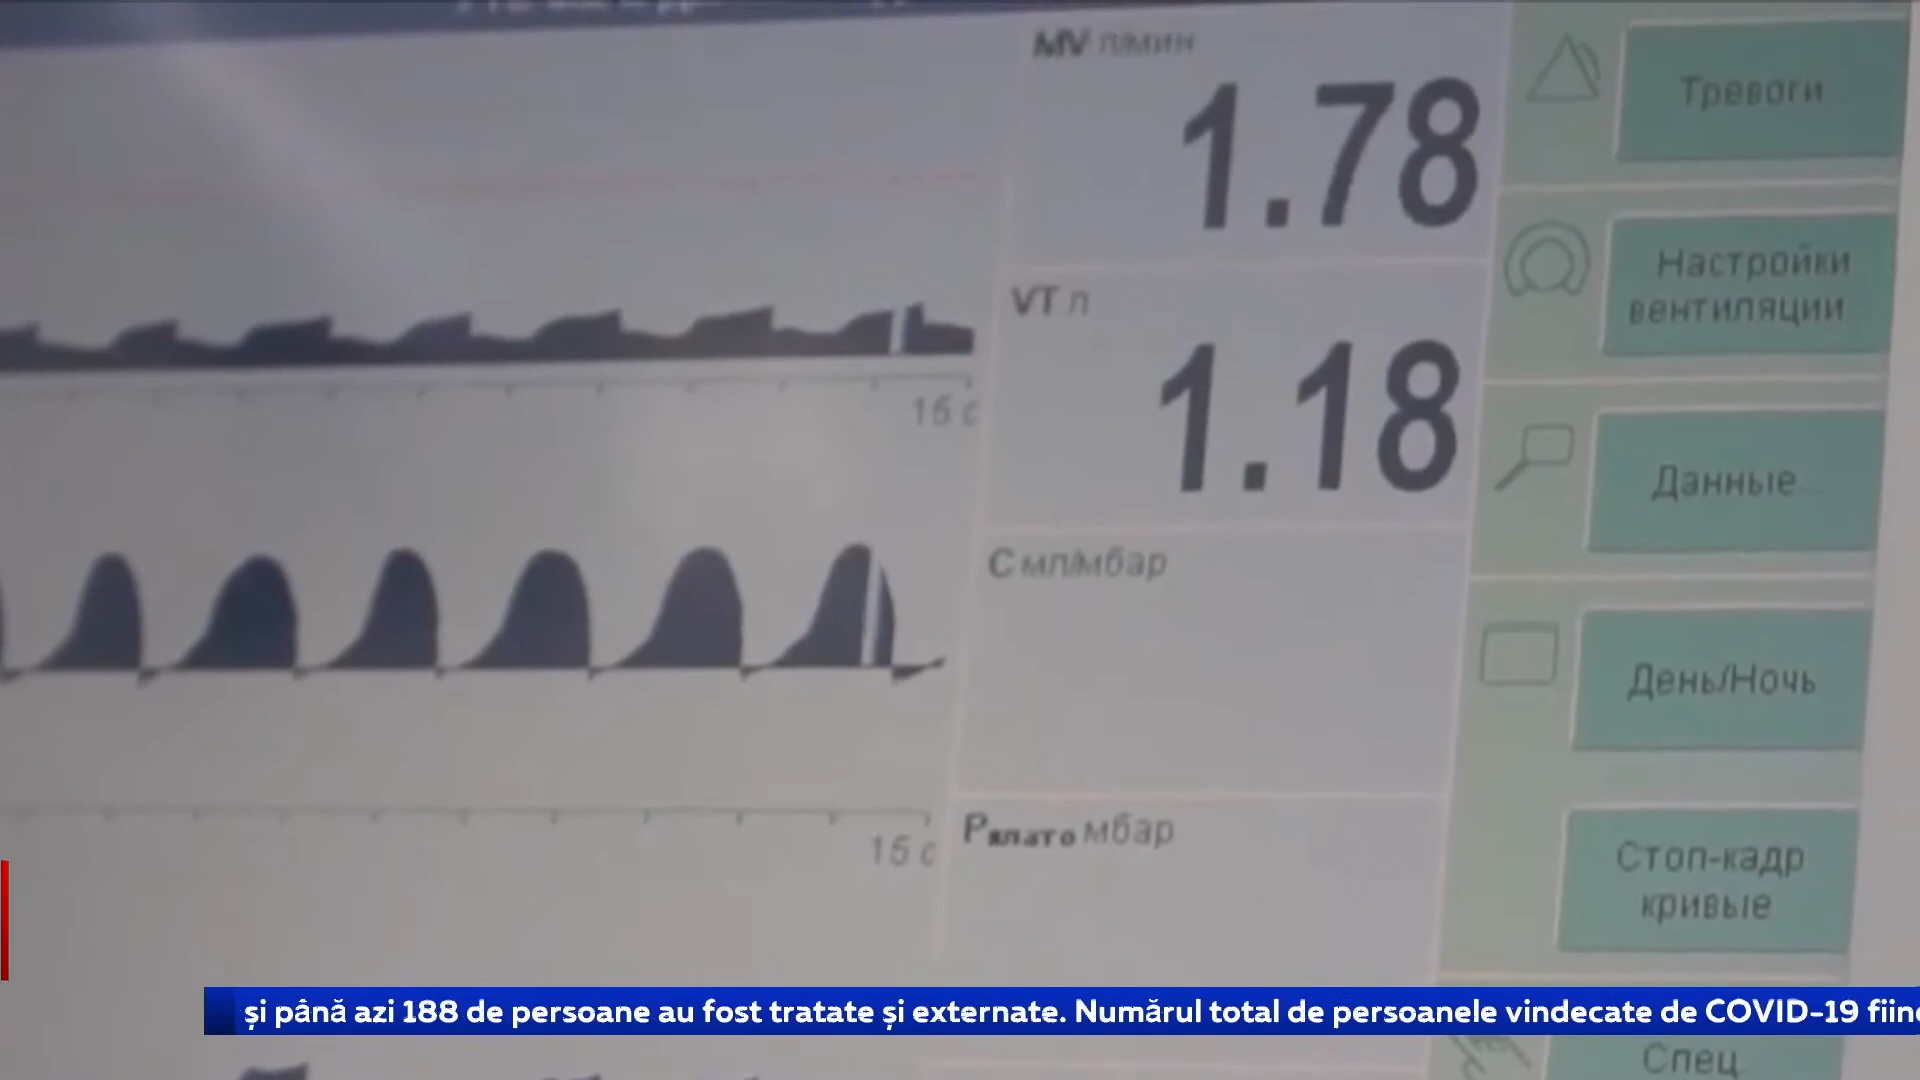 MV л/мин
1.78
VT л
1.18
15 с
C мл/мбар
Pплато мбар
15 с
Тревоги...
Настройки
вентиляции...
Данные...
День/Ночь
Стоп-кадр
кривые
Спец
și până azi 188 de persoane au fost tratate și externate. Numărul total de persoanele vindecate de COVID-19 fiind